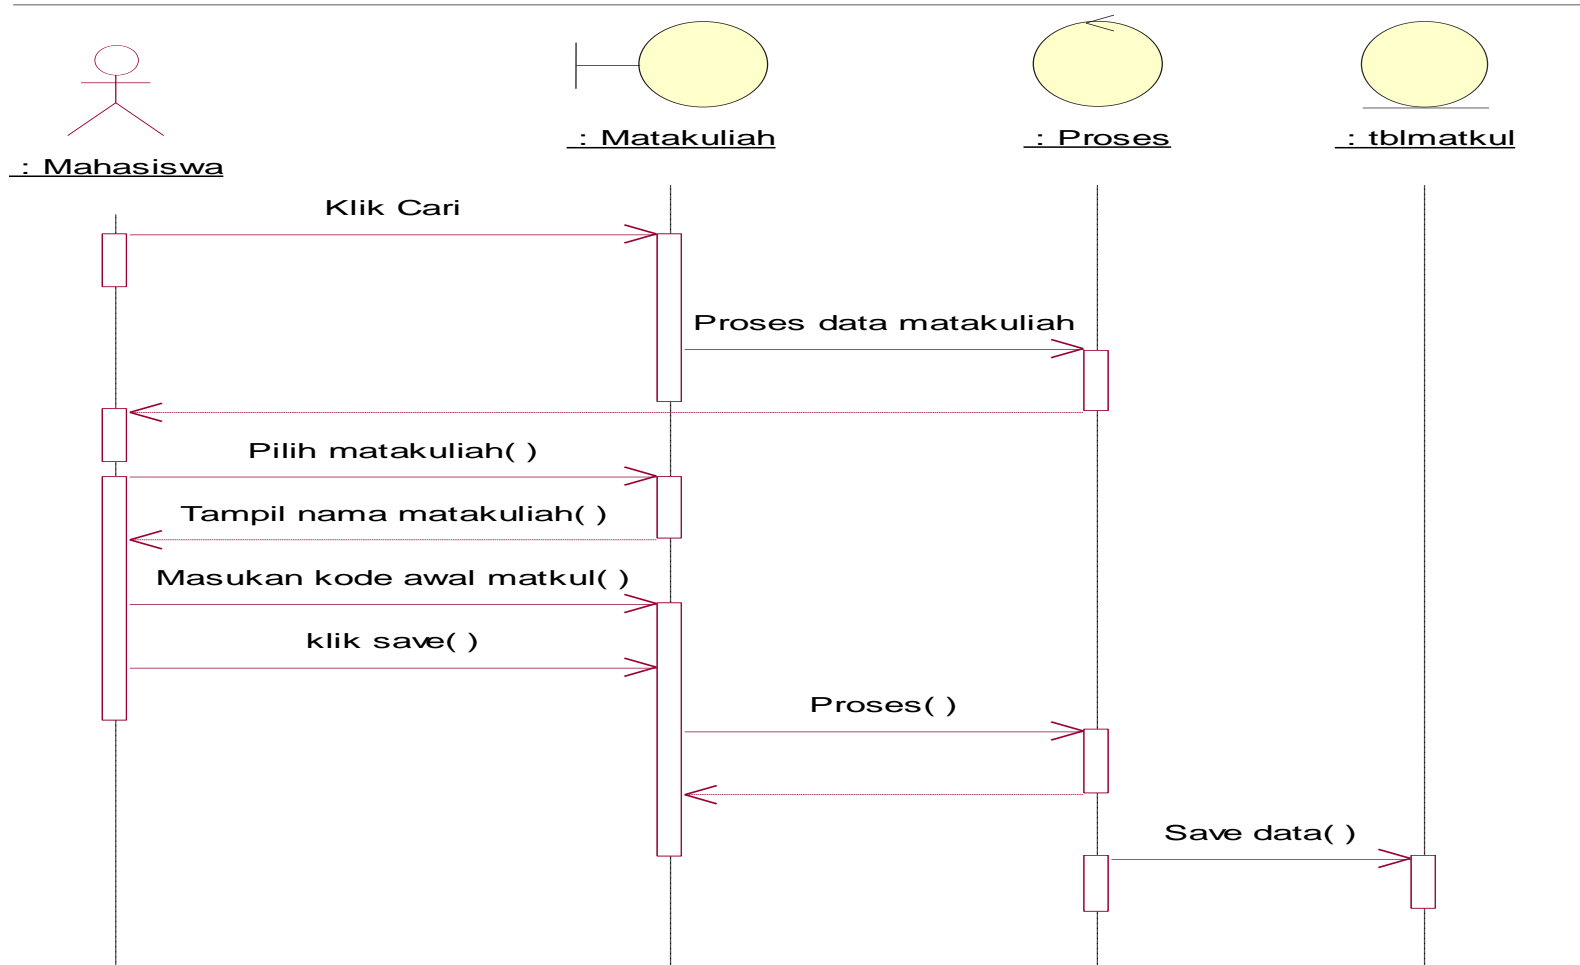 : Mahasiswa
: Matakuliah
: Proses
: tblmatkul
Klik Cari
Proses data matakuliah
Pilih matakuliah( )
Tampil nama matakuliah( )
Masukan kode awal matkul( )
klik save( )
Proses( )
Save data( )